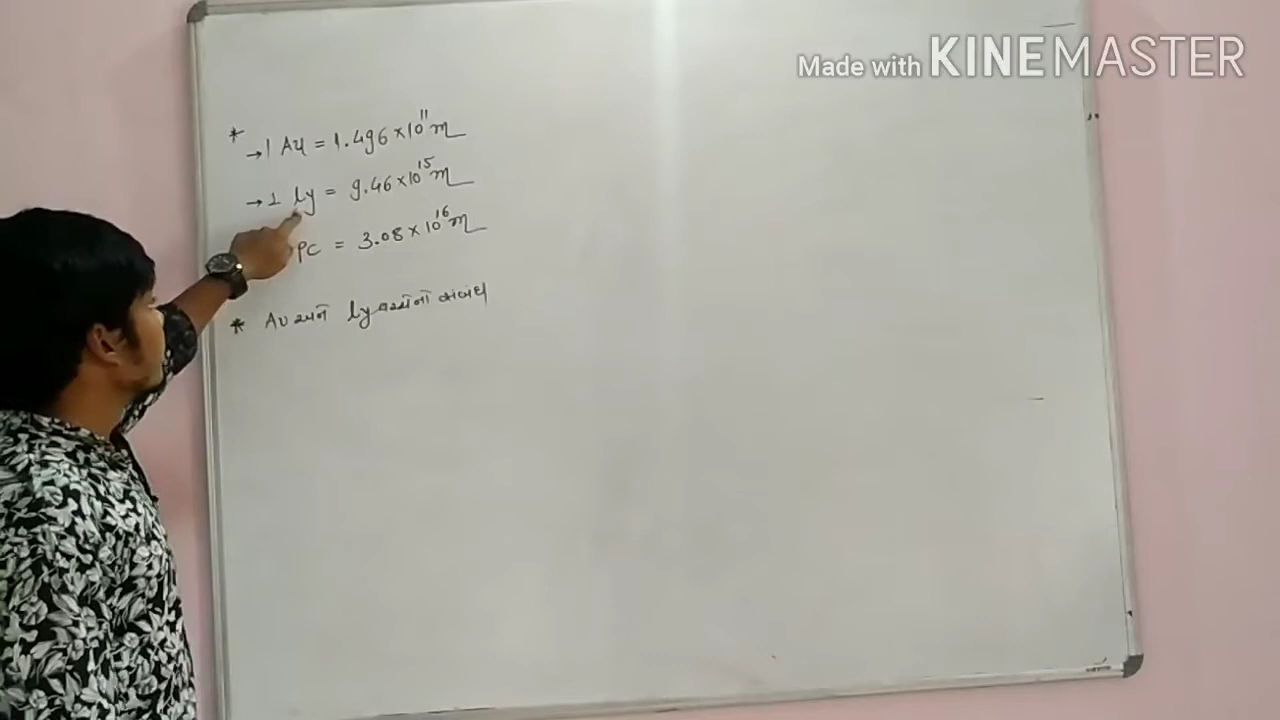 Made with KINEMASTER
* → 1 AU = 1.496 × 10¹¹ m
→ 1 ly = 9.46 × 10¹⁵ m
PC = 3.08 × 10¹⁶ m
* AU અને ly વચ્ચેનો સંબંધ